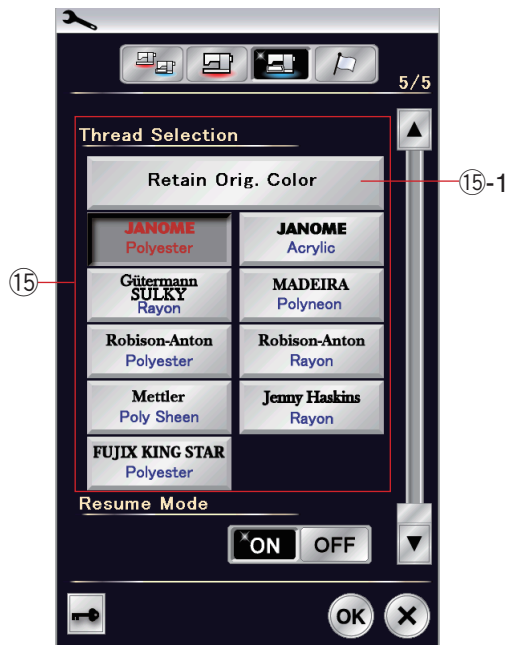 5/5
Thread Selection
Retain Orig. Color
⑮-1
JANOME
Polyester
JANOME
Acrylic
⑮
Gütermann
SULKY
Rayon
MADEIRA
Polyneon
Robison-Anton
Polyester
Robison-Anton
Rayon
Mettler
Poly Sheen
Jenny Haskins
Rayon
FUJIX KING STAR
Polyester
Resume Mode
ON
OFF
OK